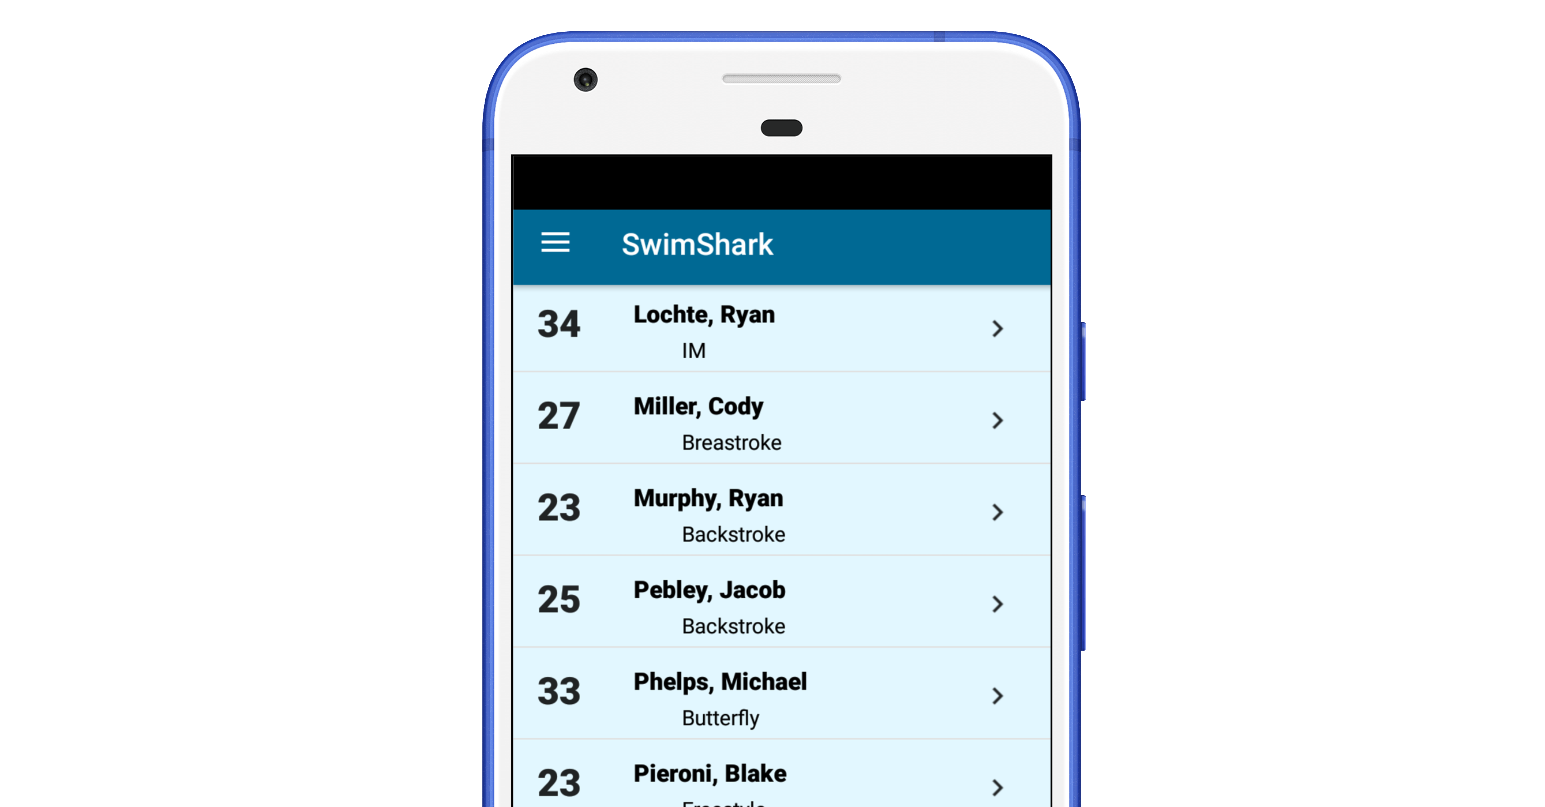 SwimShark
34 Lochte, Ryan
IM
27 Miller, Cody
Breastroke
23 Murphy, Ryan
Backstroke
25 Pebley, Jacob
Backstroke
33 Phelps, Michael
Butterfly
23 Pieroni, Blake